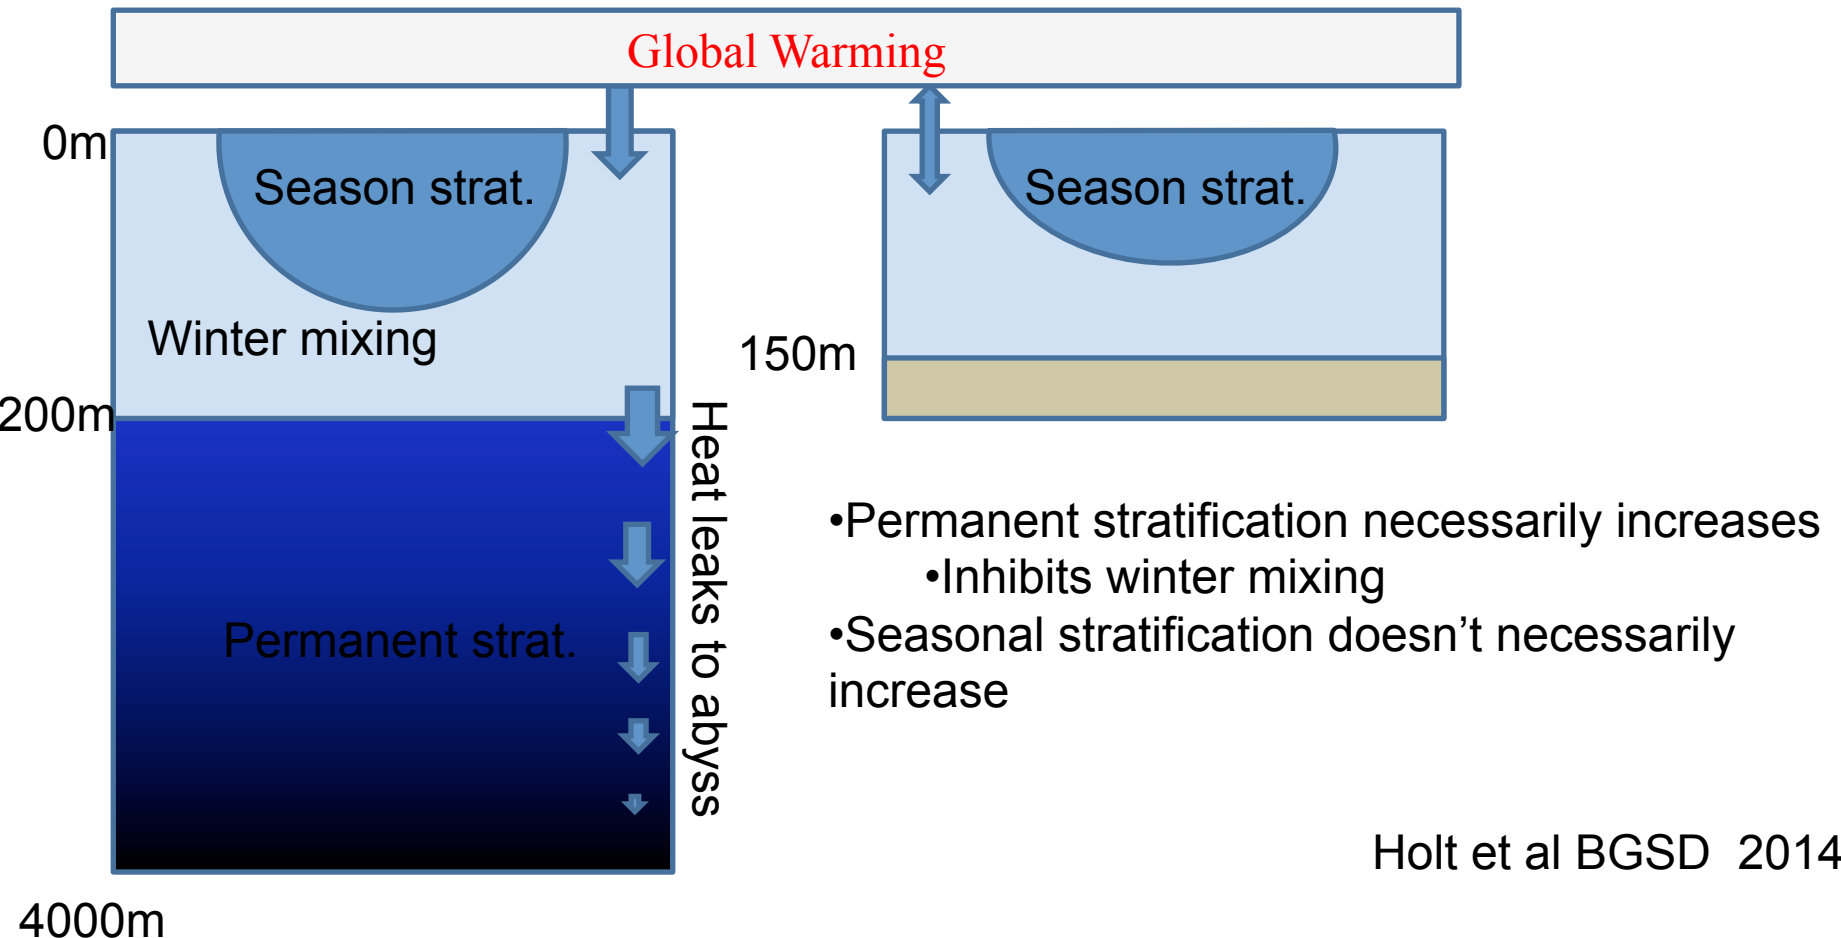 Global Warming
0m
Season strat.
Season strat.
Winter mixing
150m
200m
Heat leaks to abyss
•Permanent stratification necessarily increases
•Inhibits winter mixing
•Seasonal stratification doesn’t necessarily
increase
Permanent strat.
Holt et al BGSD 2014
4000m